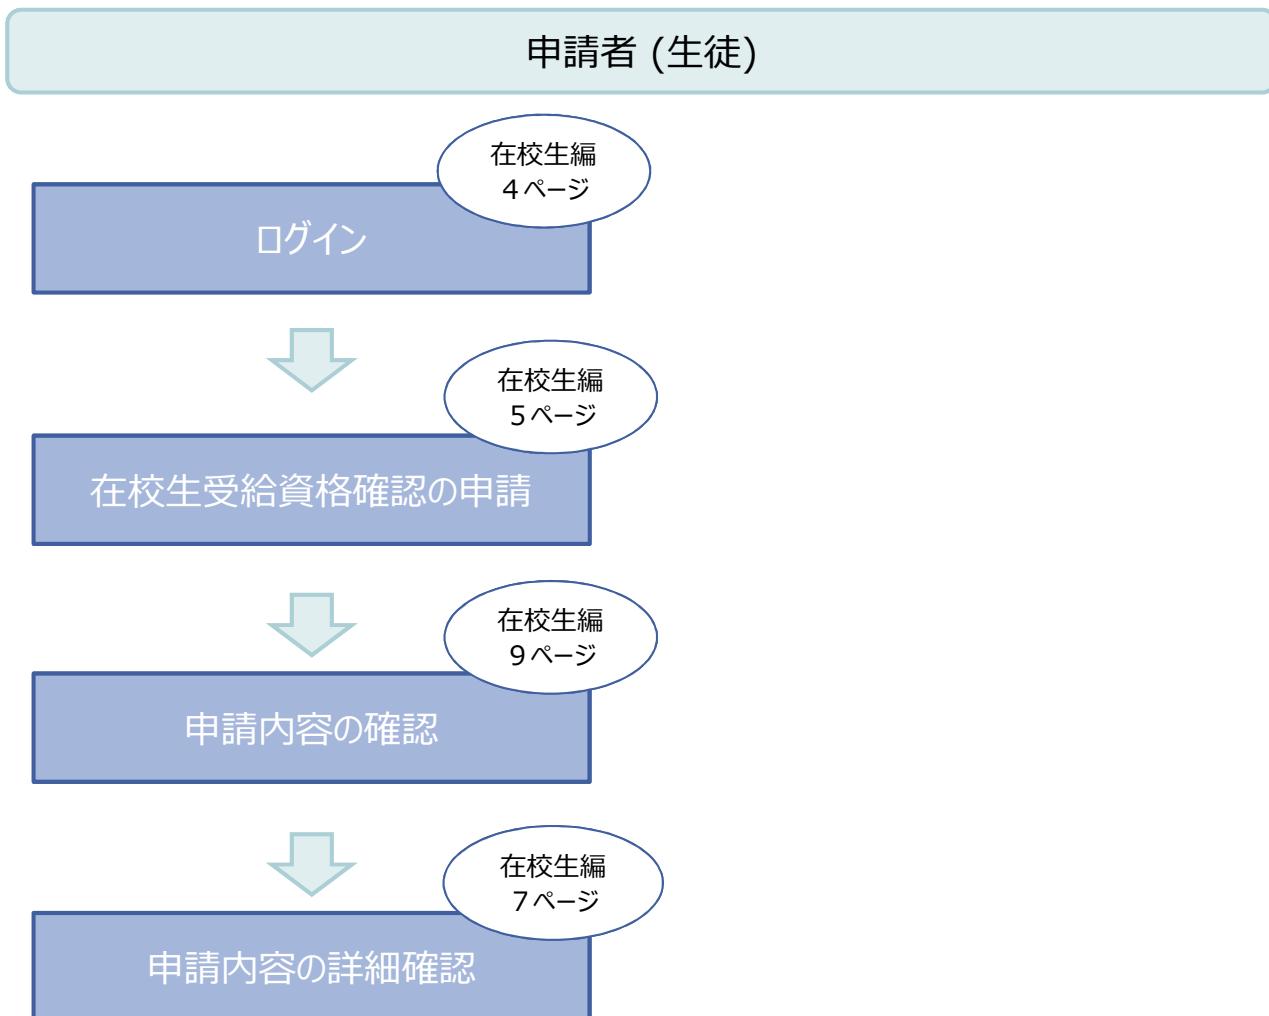 申請者 (生徒)
在校生編
４ページ
ログイン
在校生編
５ページ
在校生受給資格確認の申請
在校生編
９ページ
申請内容の確認
在校生編
７ページ
申請内容の詳細確認